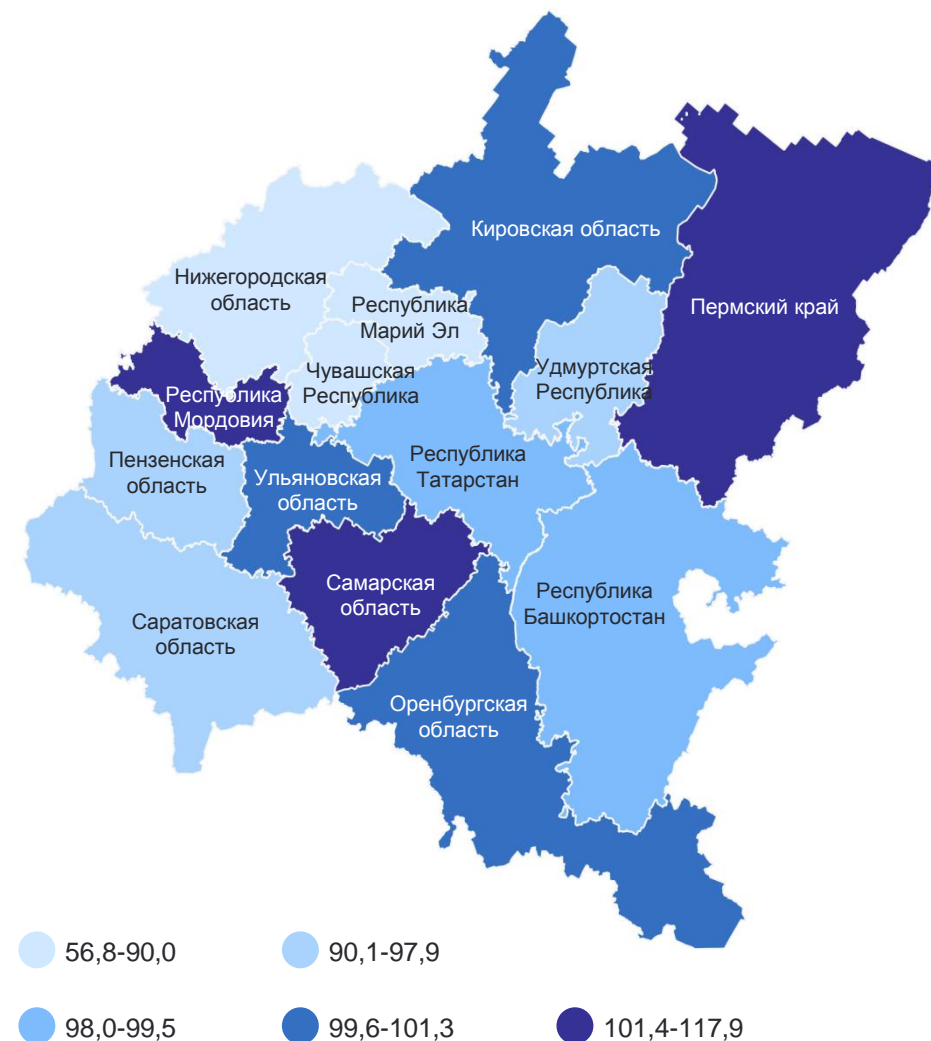 Кировская область
Нижегородская
область
Республика
Марий Эл
Пермский край
Чувашская
Республика
Удмуртская
Республика
Республика
Мордовия
Республика
Татарстан
Пензенская
область
Ульяновская
область
Самарская
область
Республика
Башкортостан
Саратовская
область
Оренбургская
область
56,8-90,0
90,1-97,9
98,0-99,5
99,6-101,3
101,4-117,9